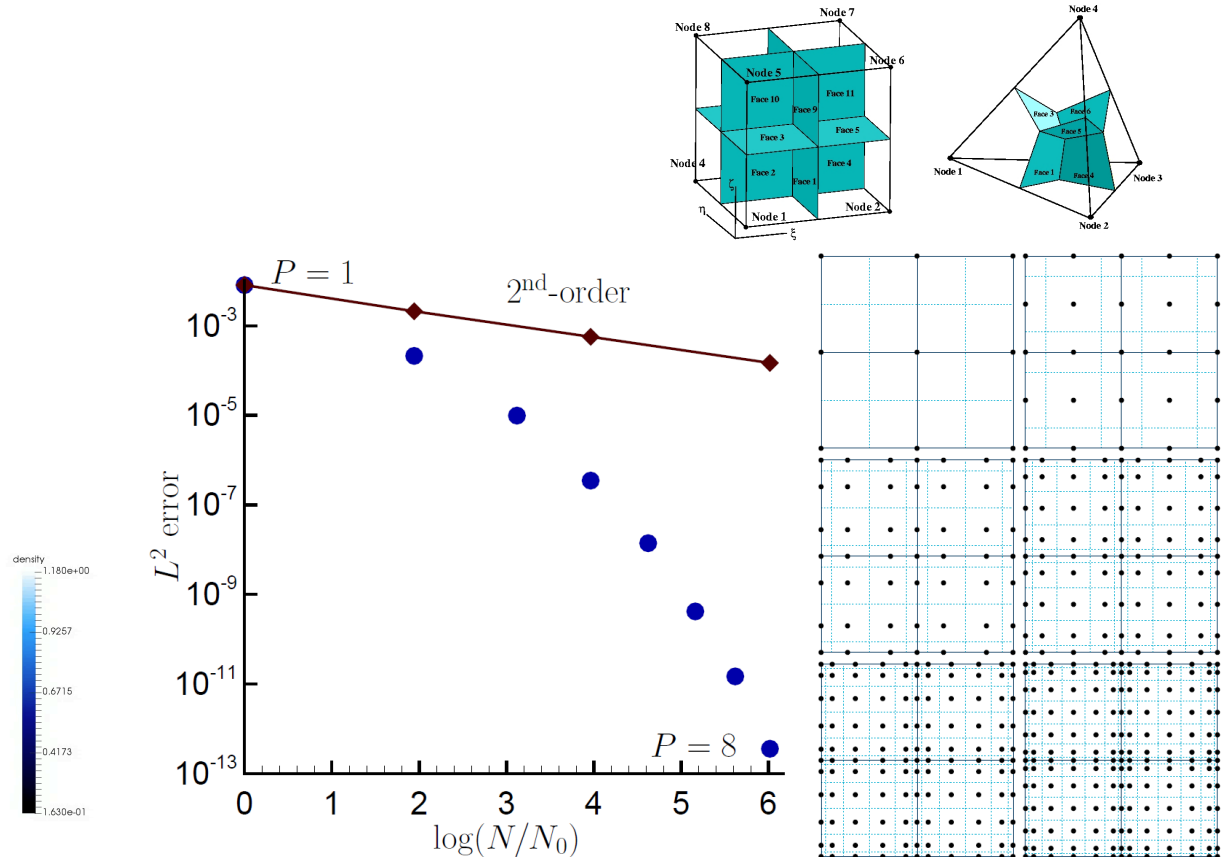 Node 8
Node 7
Node 5
Node 6
Face 10
Face 11
Face 9
Face 3
Face 5
Node 4
Face 2
Face 4
Face 1
ζ
η
ξ
Node 1
Node 2
Node 4
Face 3
Face 6
Face 5
Face 1
Face 4
Node 1
Node 3
Node 2
P = 1
2nd-order
10-3
10-5
10-7
10-9
10-11
10-13
L2 error
P = 8
0 1 2 3 4 5 6
log(N/N0)
density
1.180e+00
0.9257
0.6715
0.4173
1.630e-01